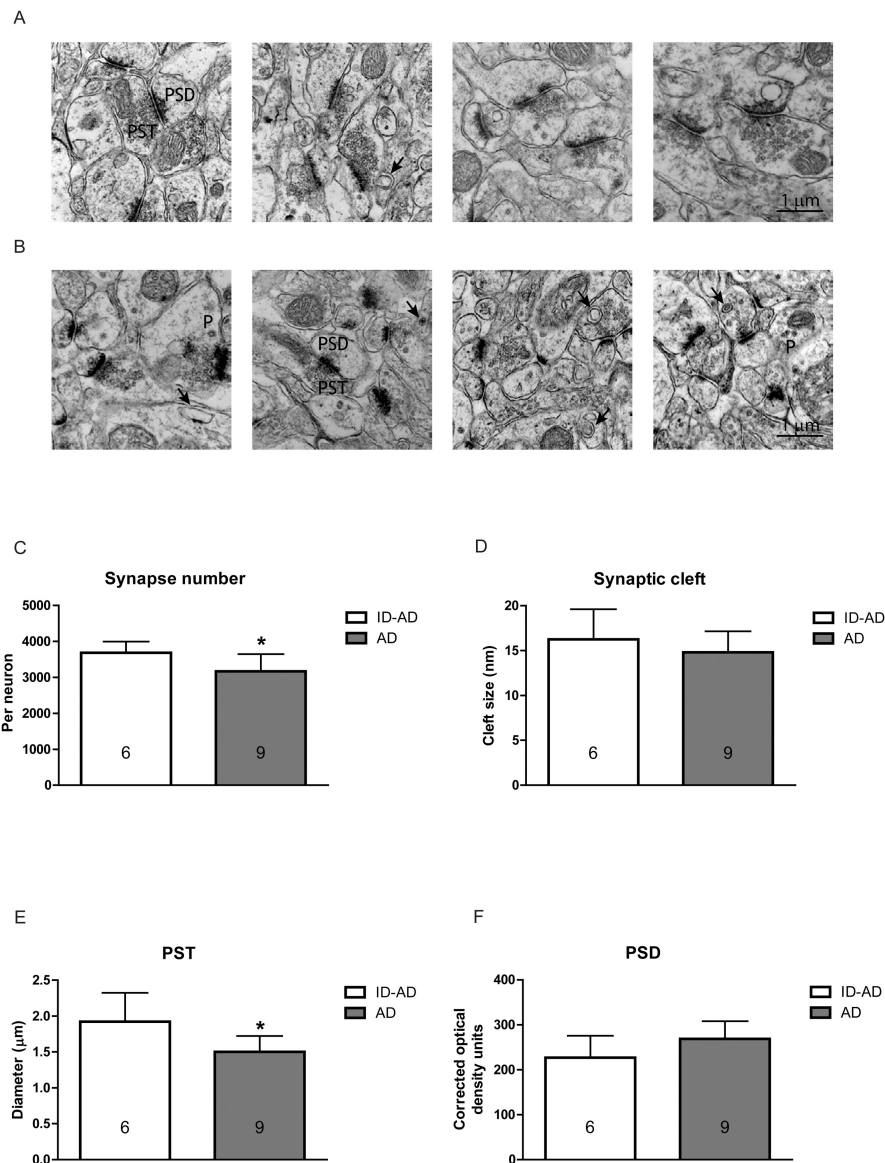 A
PSD
PST
1 µm
B
P
PSD
PST
P
1 µm
C
Synapse number
Per neuron
5000
4000
3000
2000
1000
0
*
6
9
ID-AD
AD
D
Synaptic cleft
Cleft size (nm)
20
15
10
5
0
6
9
ID-AD
AD
E
PST
Diameter (µm)
2.5
2.0
1.5
1.0
0.5
0.0
*
6
9
ID-AD
AD
F
PSD
Corrected optical
density units
400
300
200
100
0
6
9
ID-AD
AD